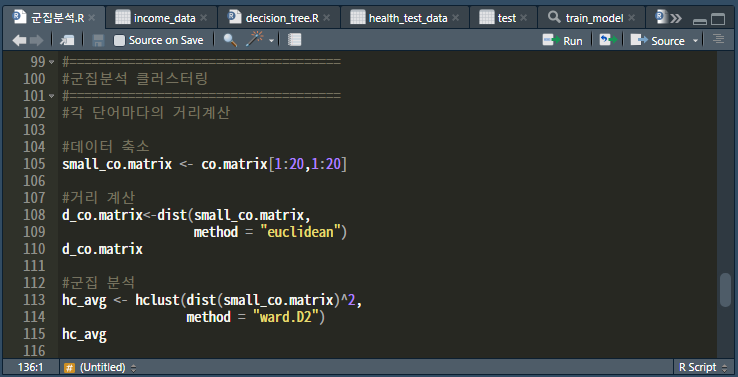 군집분석.R income_data decision_tree.R health_test_data test train_model
Source on Save Run Source
99 #=====================================
100 #군집분석 클러스터링
101 #=====================================
102 #각 단어마다의 거리계산
103
104 #데이터 축소
105 small_co.matrix <- co.matrix[1:20,1:20]
106
107 #거리 계산
108 d_co.matrix<-dist(small_co.matrix,
109 method = "euclidean")
110 d_co.matrix
111
112 #군집 분석
113 hc_avg <- hclust(dist(small_co.matrix)^2,
114 method = "ward.D2")
115 hc_avg
116
136:1 # (Untitled) R Script